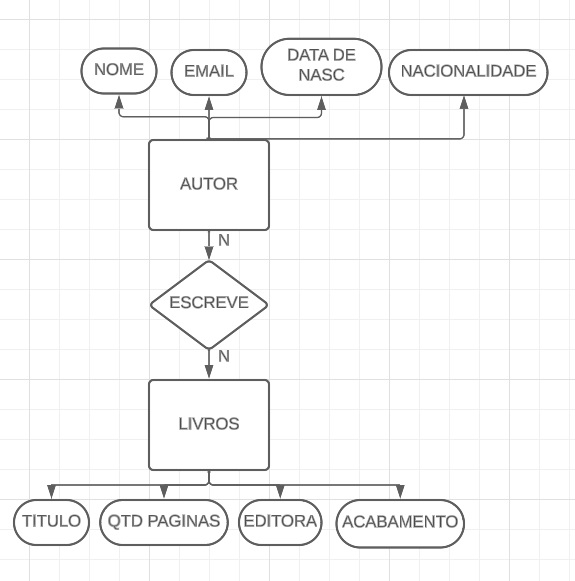 NOME
EMAIL
DATA DE
NASC
NACIONALIDADE
AUTOR
N
ESCREVE
N
LIVROS
TITULO
QTD PAGINAS
EDITORA
ACABAMENTO